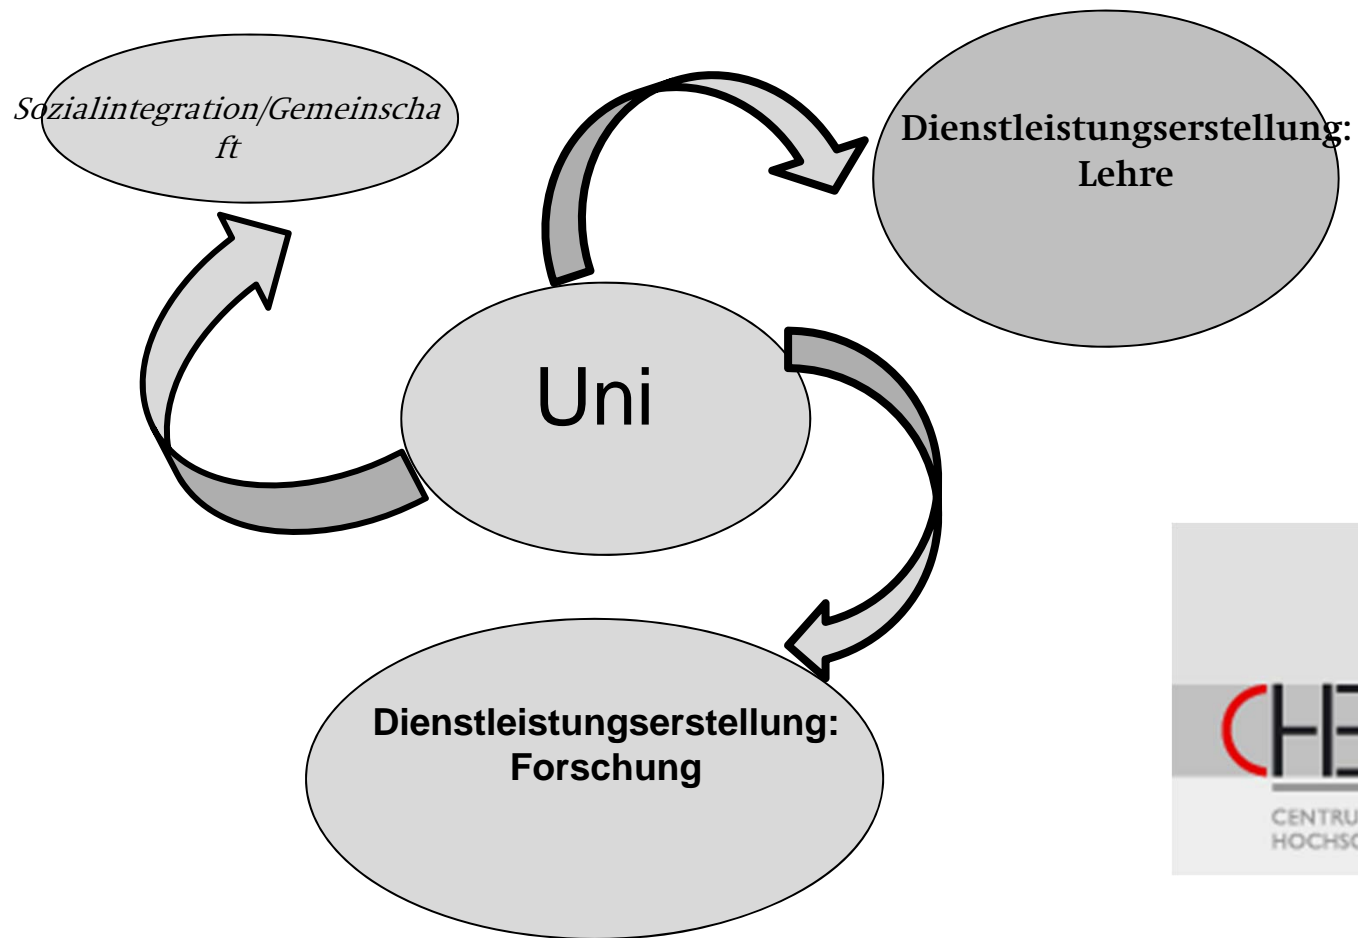 Sozialintegration/Gemeinscha
ft
Dienstleistungserstellung:
Lehre
Uni
Dienstleistungserstellung:
Forschung
CHE
CENTRU
HOCHSC